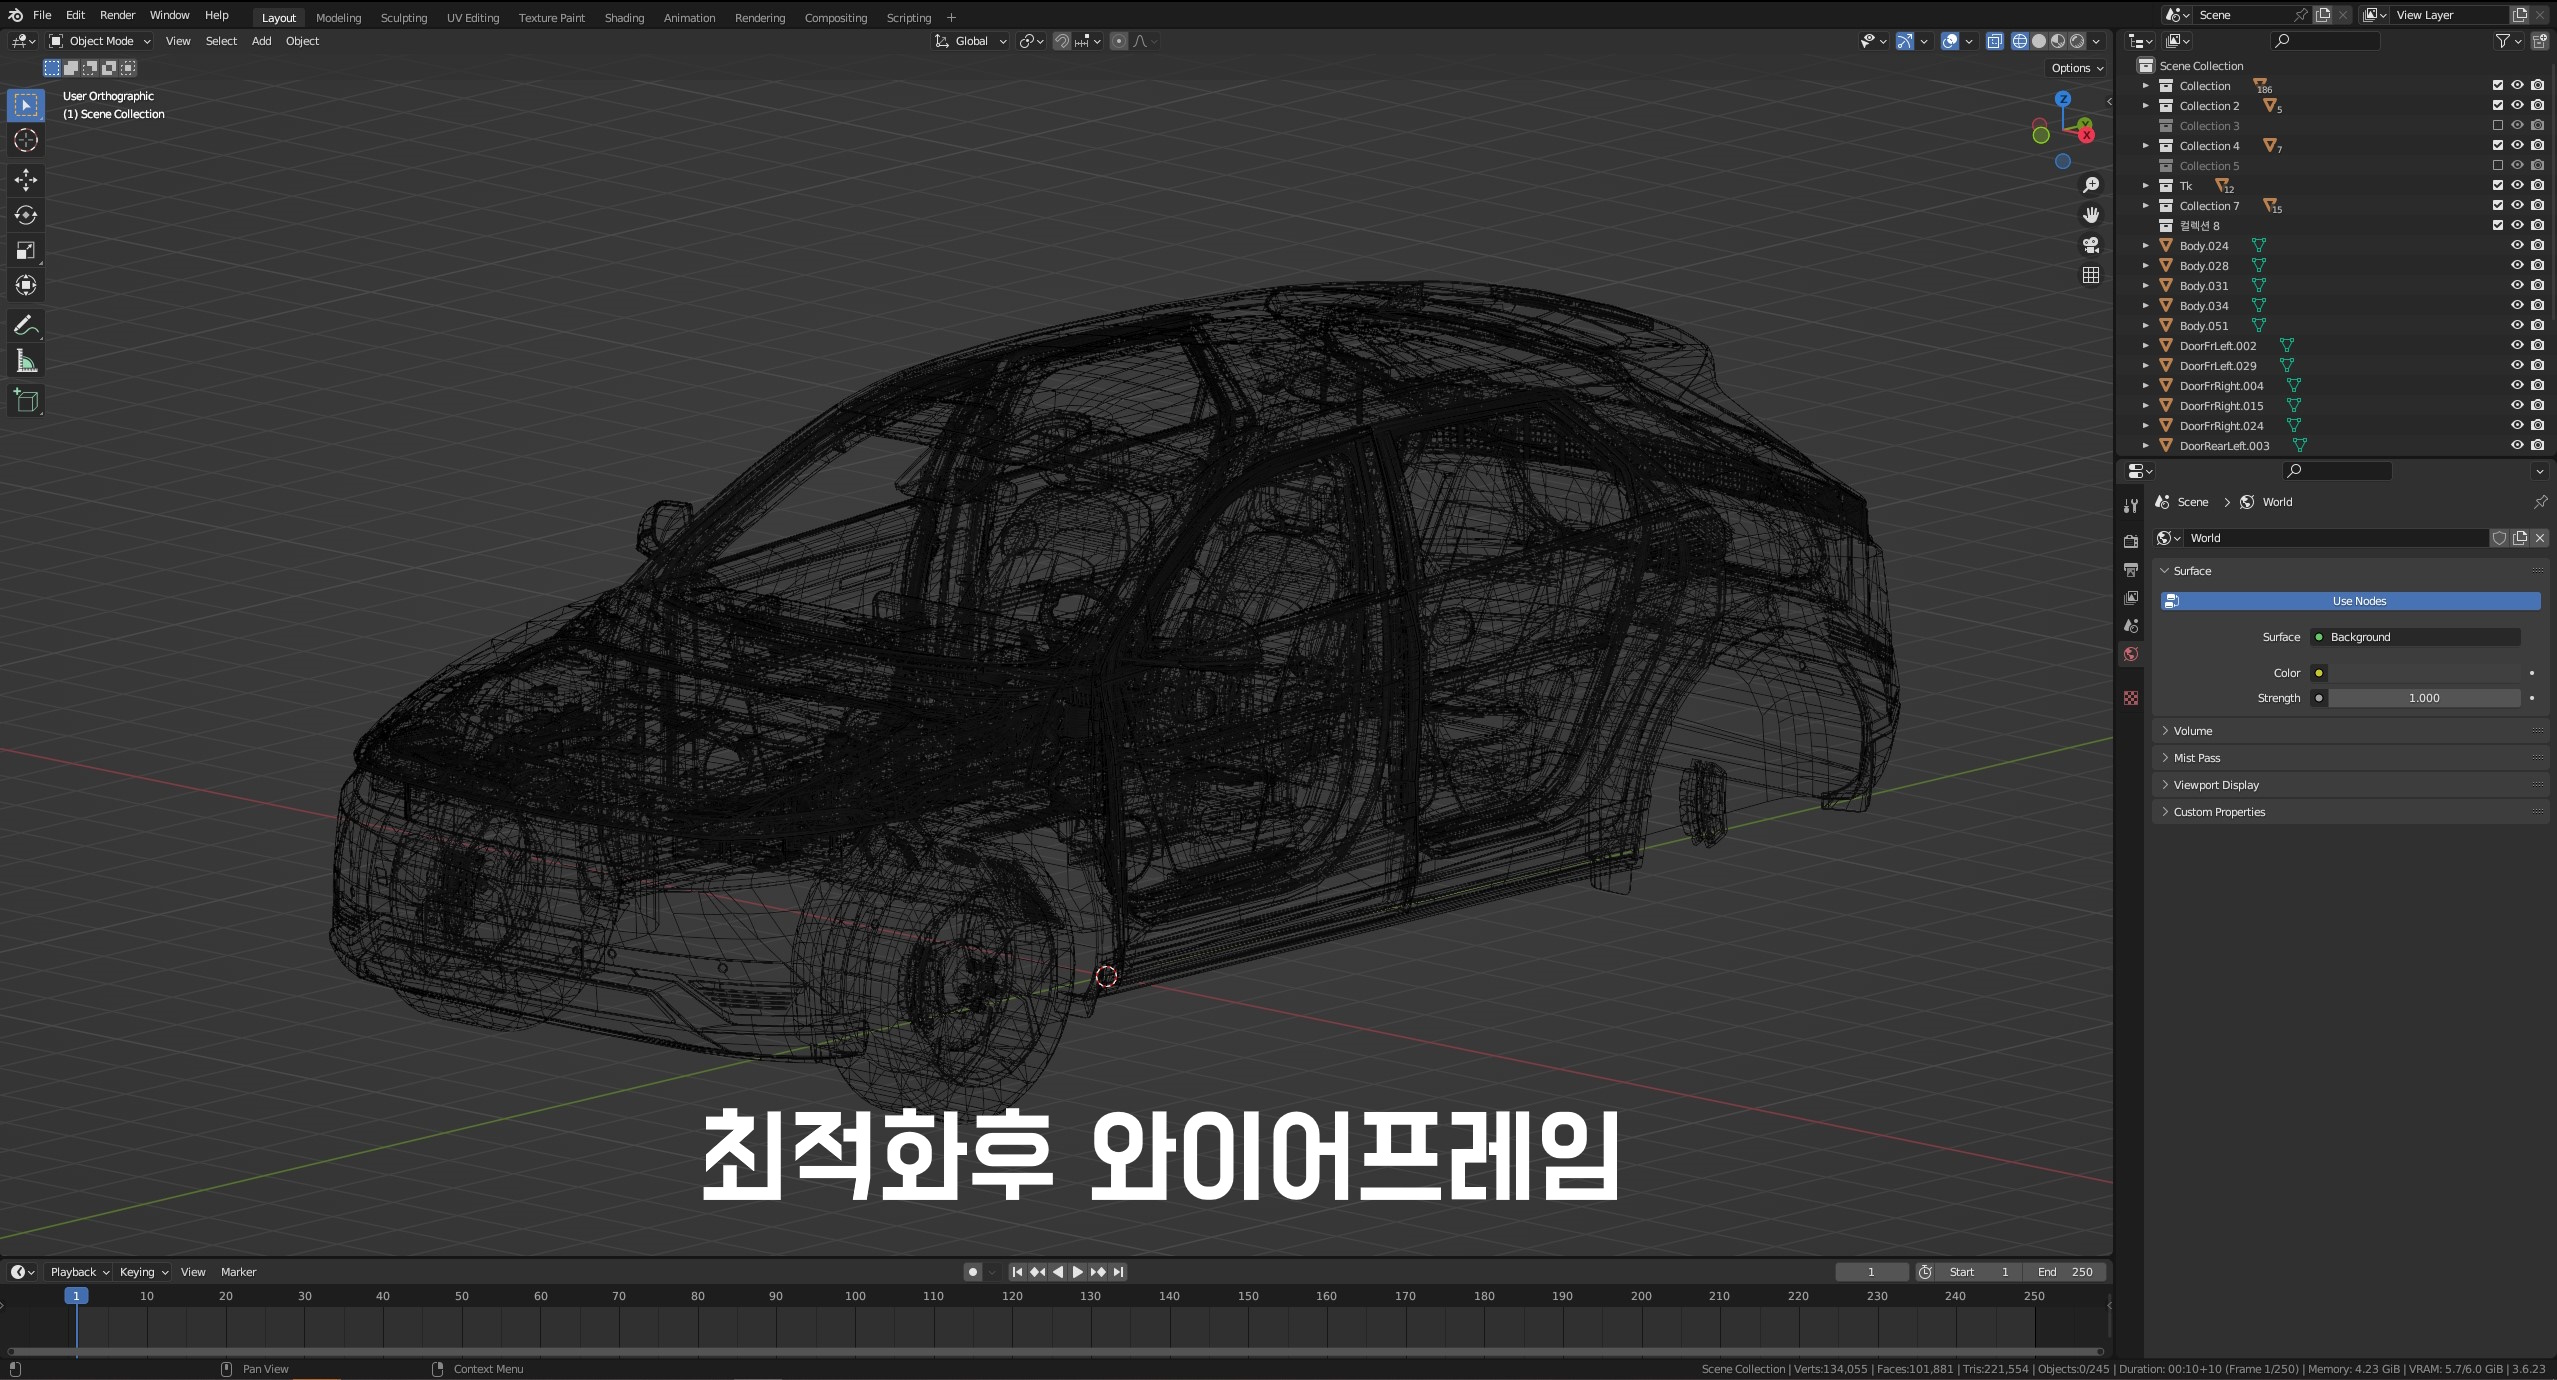 File Edit Render Window Help Layout Modeling Sculpting UV Editing Texture Paint Shading Animation Rendering Compositing Scripting + Scene View Layer
Object Mode View Select Add Object Global
Options
User Orthographic
(1) Scene Collection
Z
Y
X
Scene Collection
Collection 186
Collection 2 5
Collection 3
Collection 4 7
Collection 5
Tk 12
Collection 7 15
컬렉션 8
Body.024
Body.028
Body.031
Body.034
Body.051
DoorFrLeft.002
DoorFrLeft.029
DoorFrRight.004
DoorFrRight.015
DoorFrRight.024
DoorRearLeft.003
Scene > World
World
Surface
Use Nodes
Surface Background
Color
Strength 1.000
Volume
Mist Pass
Viewport Display
Custom Properties
최적화후 와이어프레임
Playback Keying View Marker 1 Start 1 End 250
1 10 20 30 40 50 60 70 80 90 100 110 120 130 140 150 160 170 180 190 200 210 220 230 240 250
Pan View Context Menu Scene Collection | Verts:134,055 | Faces:101,881 | Tris:221,554 | Objects:0/245 | Duration: 00:10+10 (Frame 1/250) | Memory: 4.23 GiB | VRAM: 5.7/6.0 GiB | 3.6.23